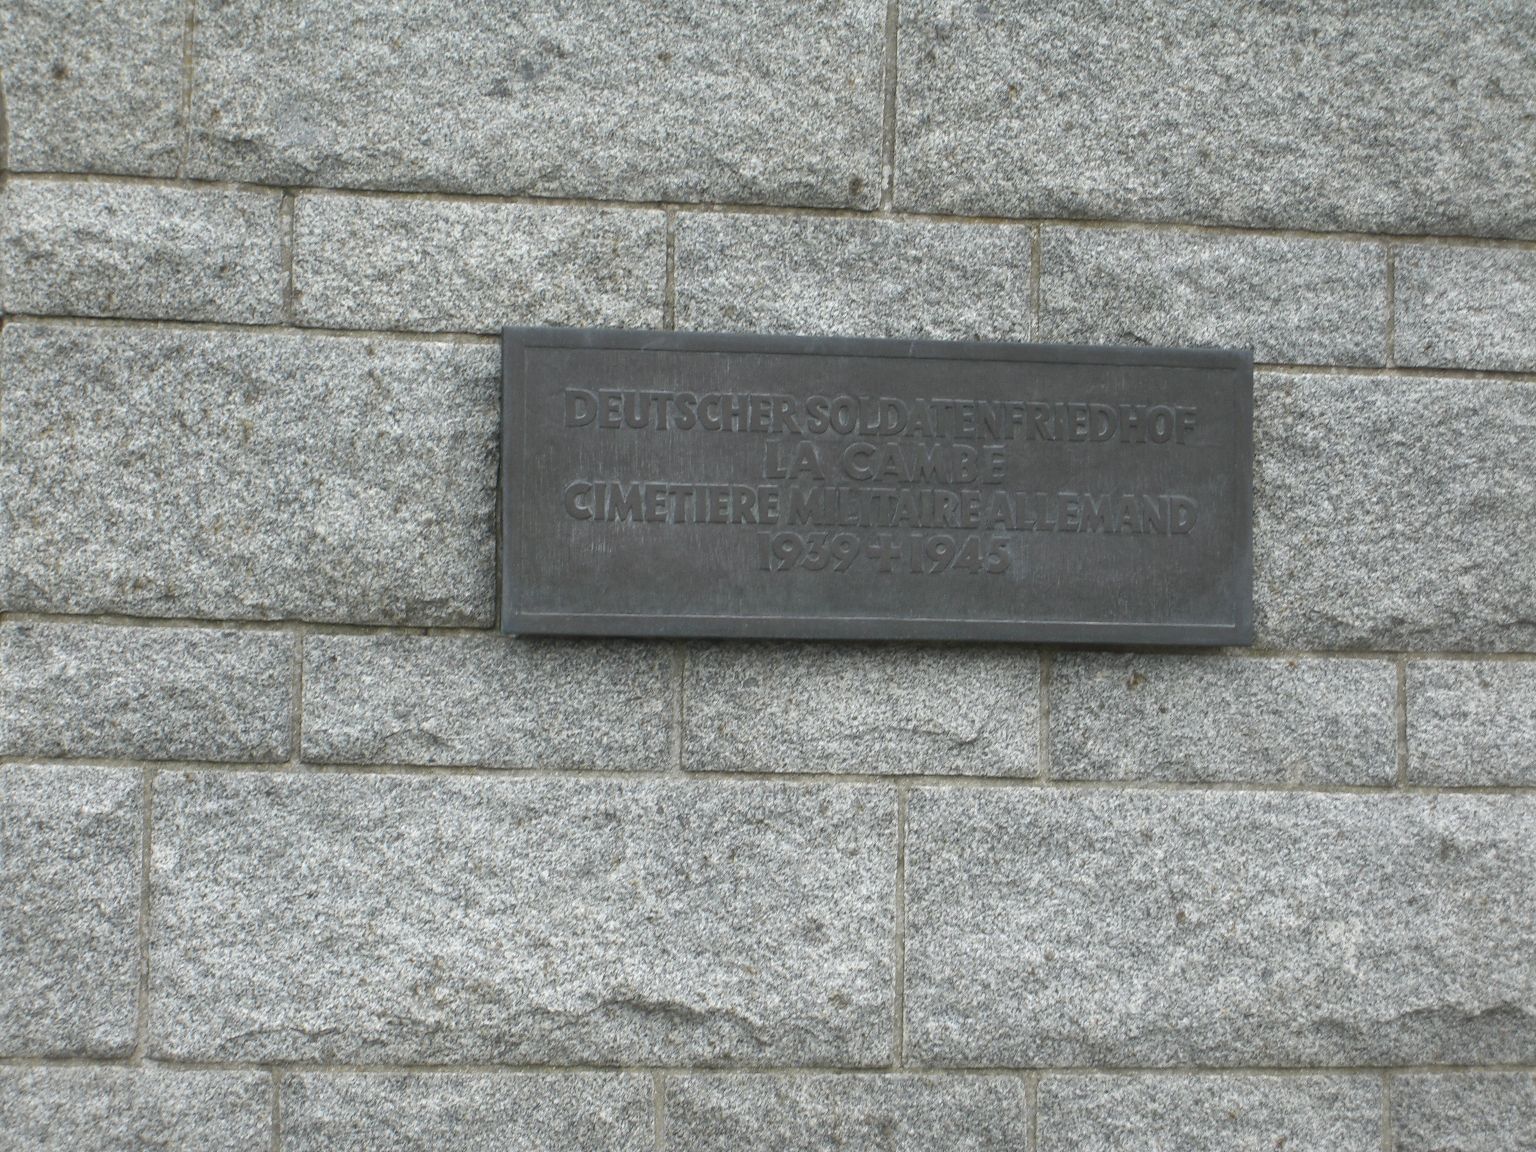 DEUTSCHER SOLDATENFRIEDHOF
LA CAMBE
CIMETIERE MILITAIRE ALLEMAND
1939 + 1945